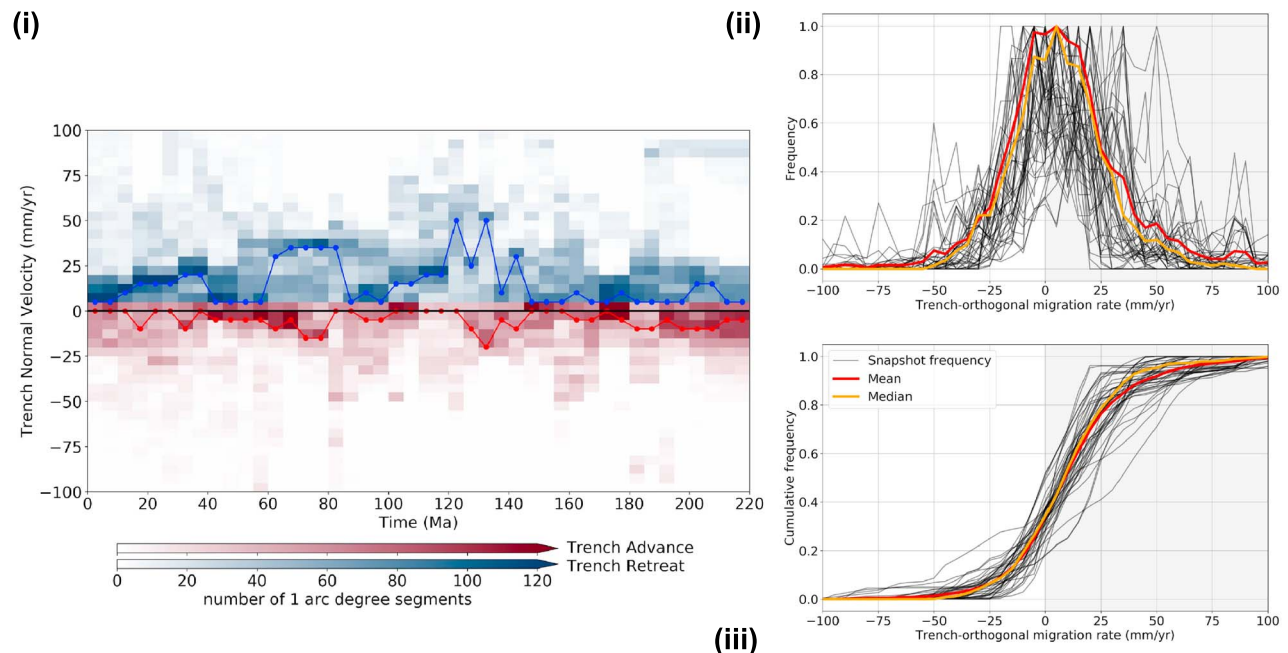 (i)
Trench Normal Velocity (mm/yr)
100
75
50
25
0
−25
−50
−75
−100
0 20 40 60 80 100 120 140 160 180 200 220
Time (Ma)
Trench Advance
Trench Retreat
0 20 40 60 80 100 120
number of 1 arc degree segments
(ii)
Frequency
1.0
0.8
0.6
0.4
0.2
0.0
−100 −75 −50 −25 0 25 50 75 100
Trench-orthogonal migration rate (mm/yr)
Cumulative frequency
1.0
0.8
0.6
0.4
0.2
0.0
Snapshot frequency
Mean
Median
−100 −75 −50 −25 0 25 50 75 100
Trench-orthogonal migration rate (mm/yr)
(iii)